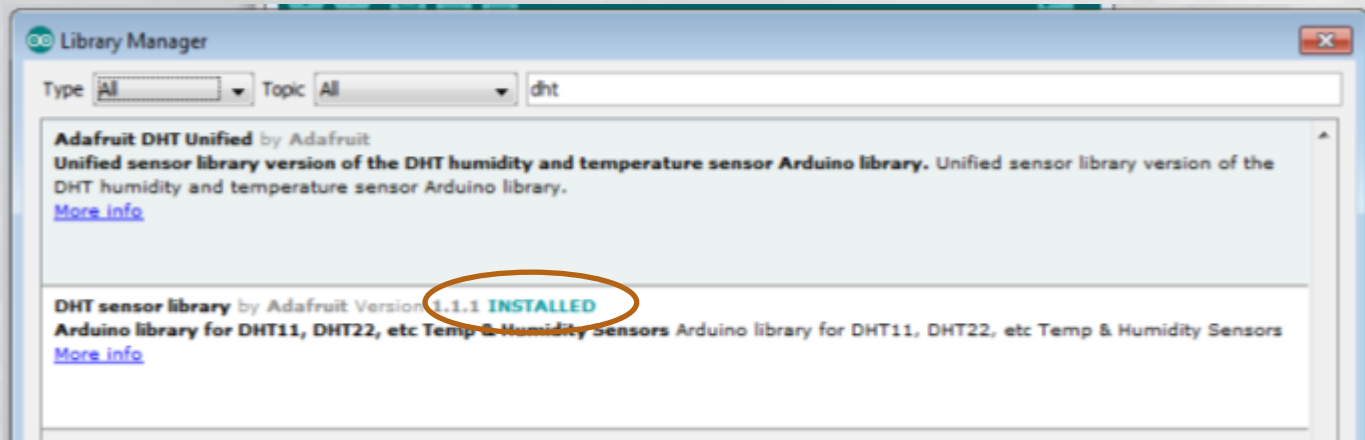 Library Manager
Type All Topic All dht
Adafruit DHT Unified by Adafruit
Unified sensor library version of the DHT humidity and temperature sensor Arduino library. Unified sensor library version of the
DHT humidity and temperature sensor Arduino library.
More info
DHT sensor library by Adafruit Version 1.1.1 INSTALLED
Arduino library for DHT11, DHT22, etc Temp & Humidity Sensors Arduino library for DHT11, DHT22, etc Temp & Humidity Sensors
More info